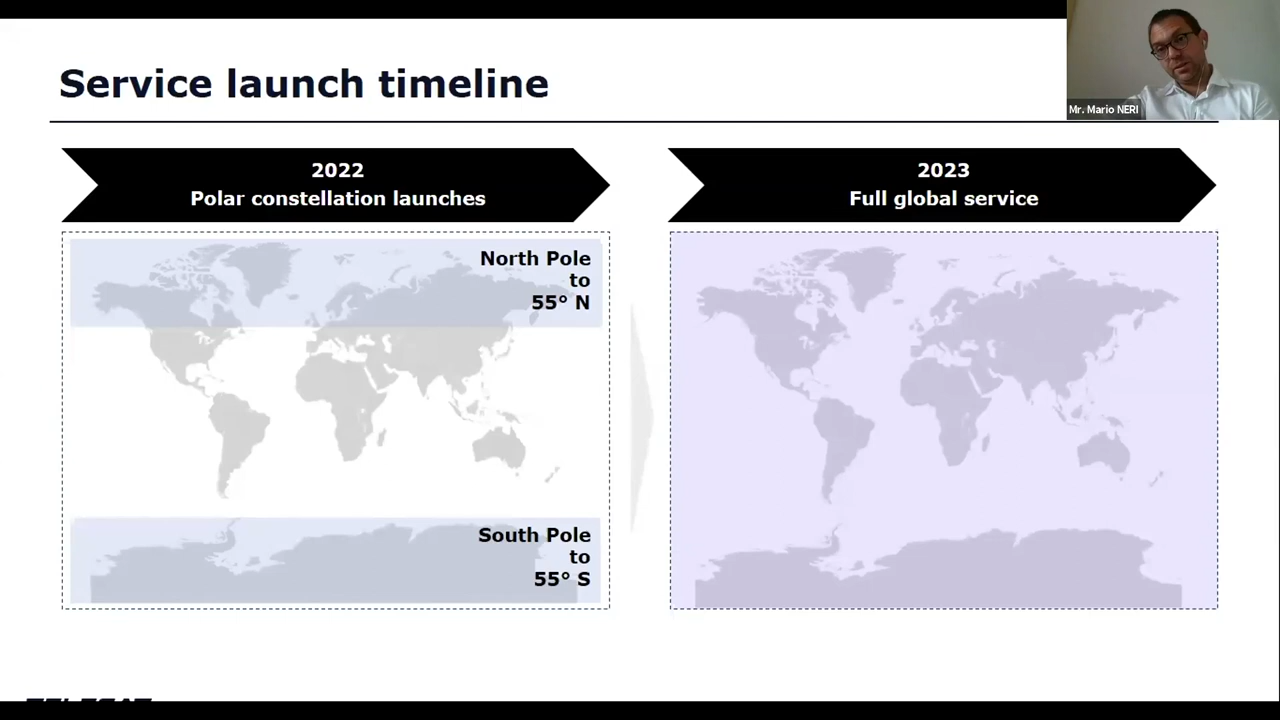 Service launch timeline
Mr. Mario NERI
2022
Polar constellation launches
2023
Full global service
North Pole
to
55° N
South Pole
to
55° S